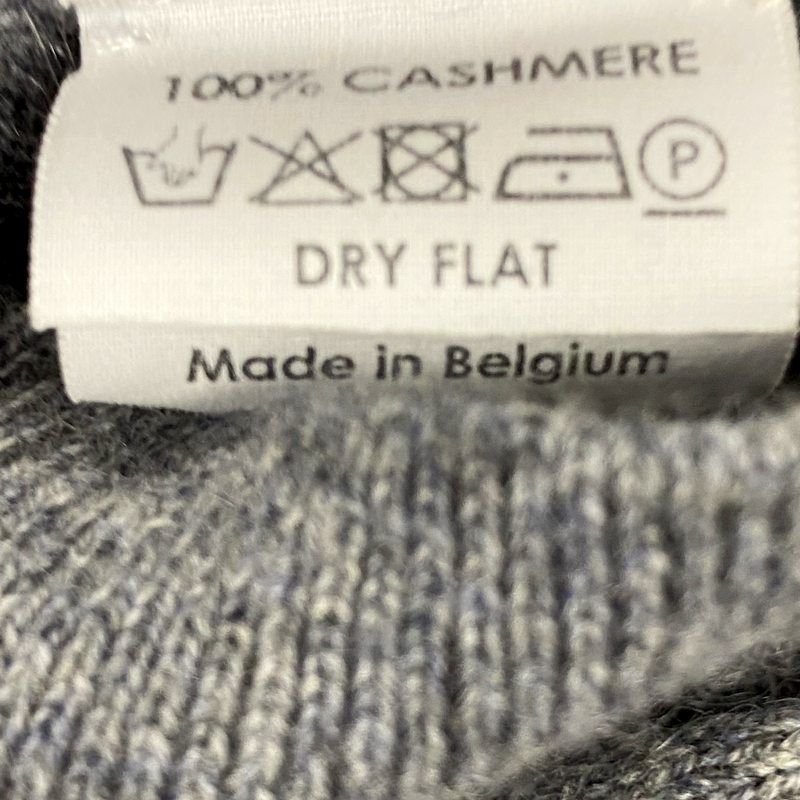 100% CASHMERE
P
DRY FLAT
Made in Belgium